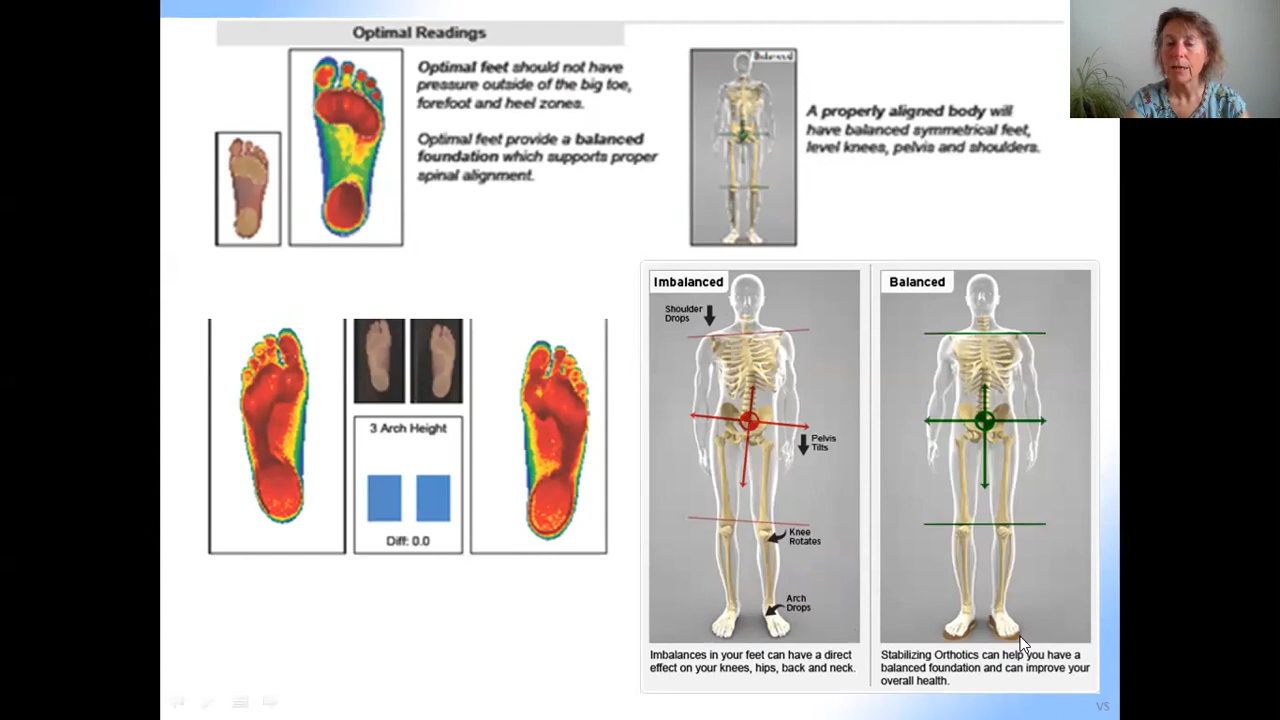 Optimal Readings
Optimal feet should not have
pressure outside of the big toe,
forefoot and heel zones.
Optimal feet provide a balanced
foundation which supports proper
spinal alignment.
Balanced
A properly aligned body will
have balanced symmetrical feet,
level knees, pelvis and shoulders.
3 Arch Height
Diff: 0.0
Imbalanced
Shoulder
Drops
Pelvis
Tilts
Knee
Rotates
Arch
Drops
Imbalances in your feet can have a direct
effect on your knees, hips, back and neck.
Balanced
Stabilizing Orthotics can help you have a
balanced foundation and can improve your
overall health.
VS